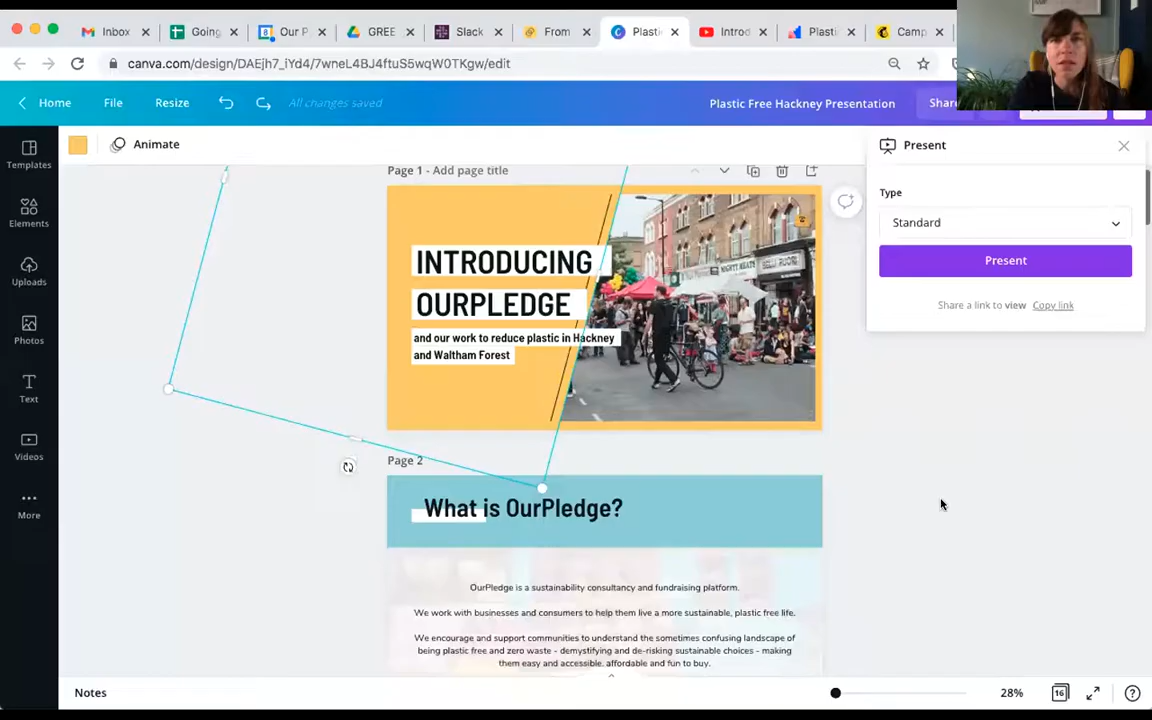 Inbox
Going
Our P
GREE
Slack
From
Plastic
Introd
Plasti
Camp
canva.com/design/DAEjh7_iYd4/7wneL4BJ4ftuS5wqW0TKgw/edit
Home
File
Resize
All changes saved
Plastic Free Hackney Presentation
Share
Templates
Elements
Uploads
Photos
Text
Videos
More
Animate
Page 1 - Add page title
INTRODUCING
OURPLEDGE
and our work to reduce plastic in Hackney
and Waltham Forest
Page 2
What is OurPledge?
OurPledge is a sustainability consultancy and fundraising platform.
We work with businesses and consumers to help them live a more sustainable, plastic free life.
We encourage and support communities to understand the sometimes confusing landscape of
being plastic free and zero waste - demystifying and de-risking sustainable choices - making
them easy and accessible, affordable and fun to buy.
Present
Type
Standard
Present
Share a link to view Copy link
Notes
28%
16